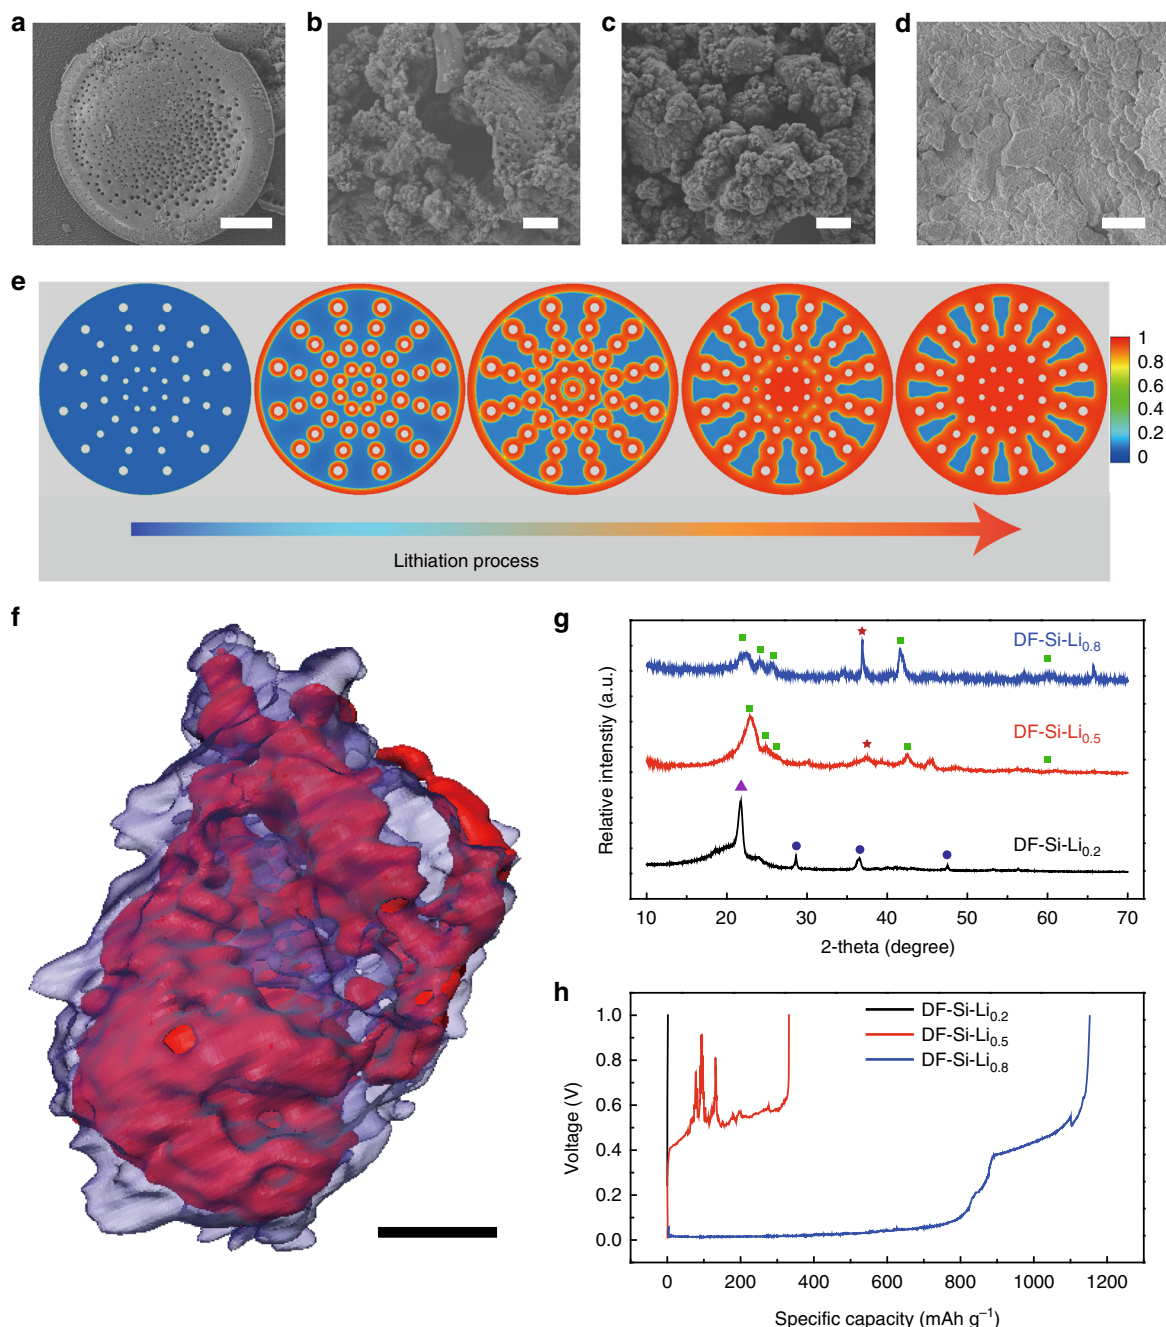 a
b
c
d
e
1
0.8
0.6
0.4
0.2
0
Lithiation process
f
g
DF-Si-Li0.8
DF-Si-Li0.5
DF-Si-Li0.2
Relative intenstiy (a.u.)
10 20 30 40 50 60 70
2-theta (degree)
h
DF-Si-Li0.2
DF-Si-Li0.5
DF-Si-Li0.8
1.0
0.8
0.6
0.4
0.2
0.0
Voltage (V)
0 200 400 600 800 1000 1200
Specific capacity (mAh g⁻¹)